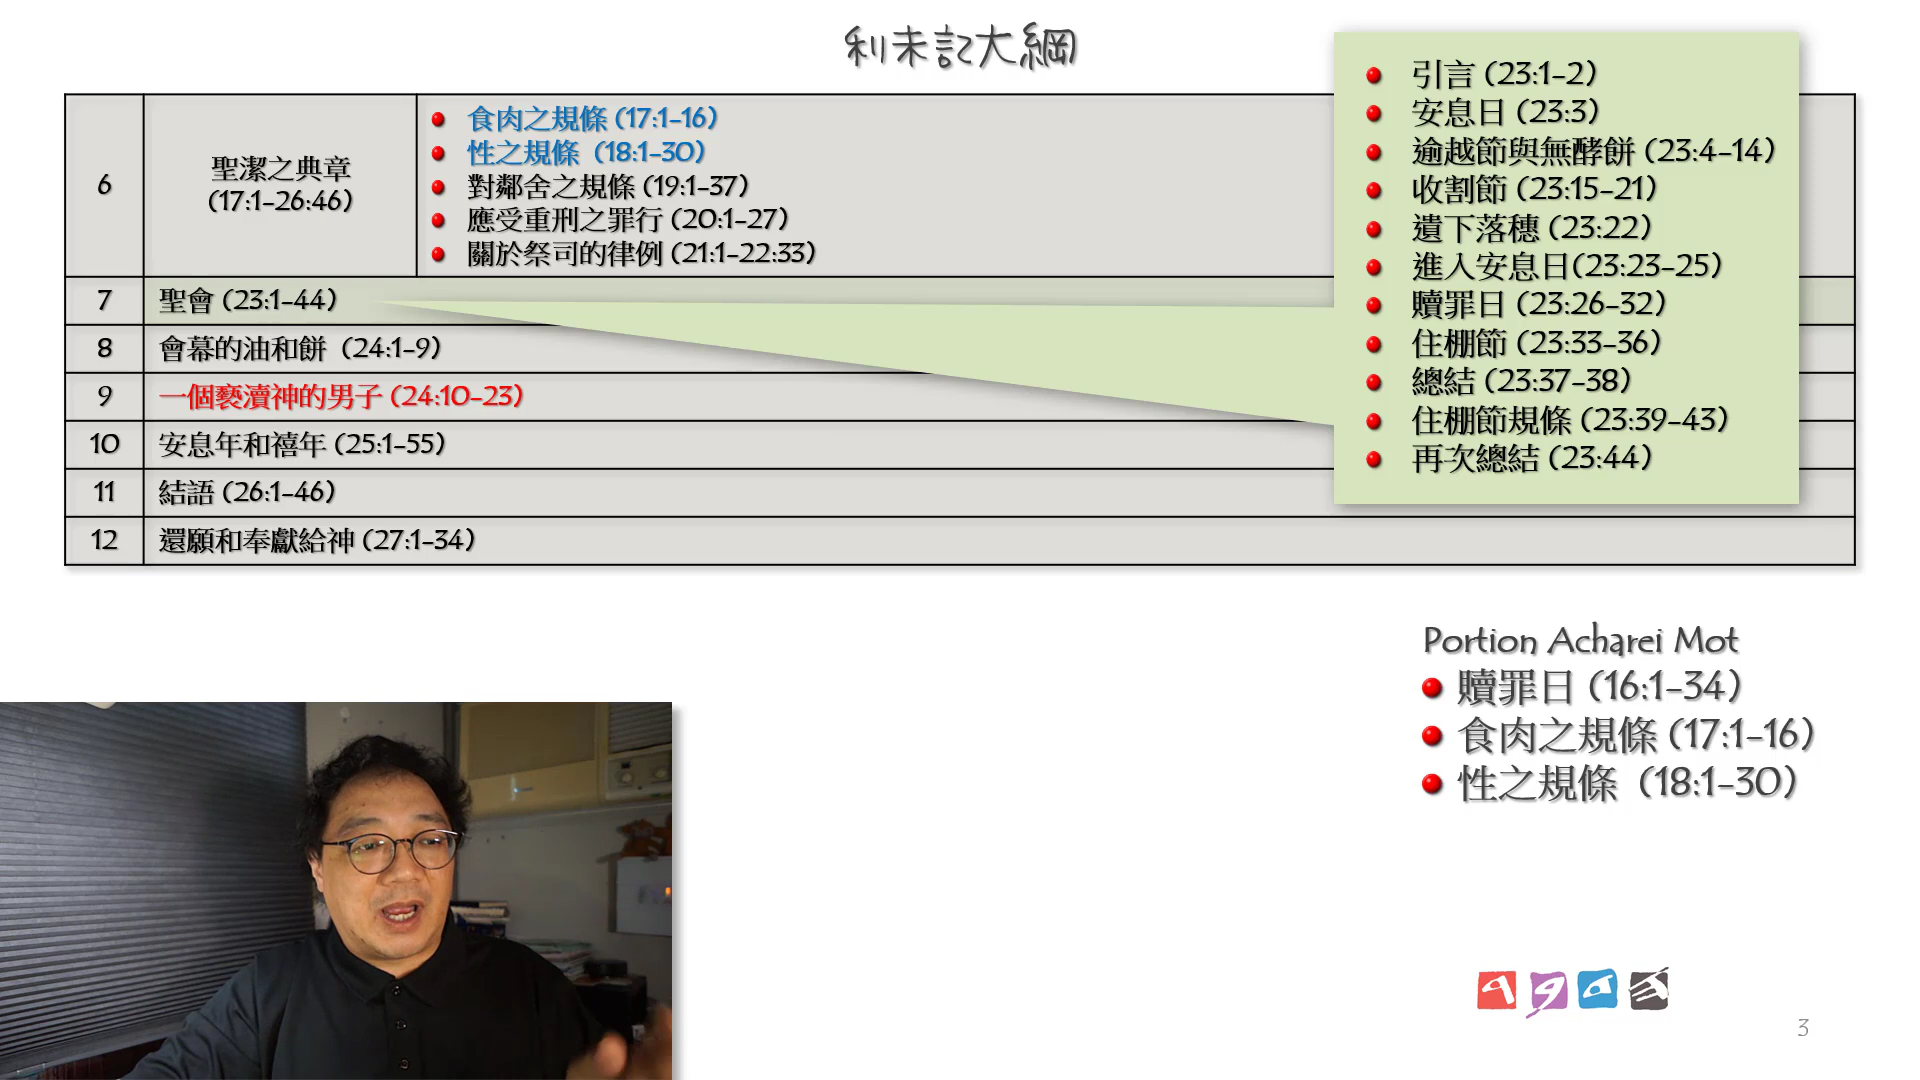 利未記大綱
6
聖潔之典章
(17:1-26:46)
食肉之規條 (17:1-16)
性之規條 (18:1-30)
對鄰舍之規條 (19:1-37)
應受重刑之罪行 (20:1-27)
關於祭司的律例 (21:1-22:33)
7 聖會 (23:1-44)
8 會幕的油和餅 (24:1-9)
9 一個褻瀆神的男子 (24:10-23)
10 安息年和禧年 (25:1-55)
11 結語 (26:1-46)
12 還願和奉獻給神 (27:1-34)
引言 (23:1-2)
安息日 (23:3)
逾越節與無酵餅 (23:4-14)
收割節 (23:15-21)
遺下落穗 (23:22)
進入安息日(23:23-25)
贖罪日 (23:26-32)
住棚節 (23:33-36)
總結 (23:37-38)
住棚節規條 (23:39-43)
再次總結 (23:44)
Portion Acharei Mot
贖罪日 (16:1-34)
食肉之規條 (17:1-16)
性之規條 (18:1-30)
3